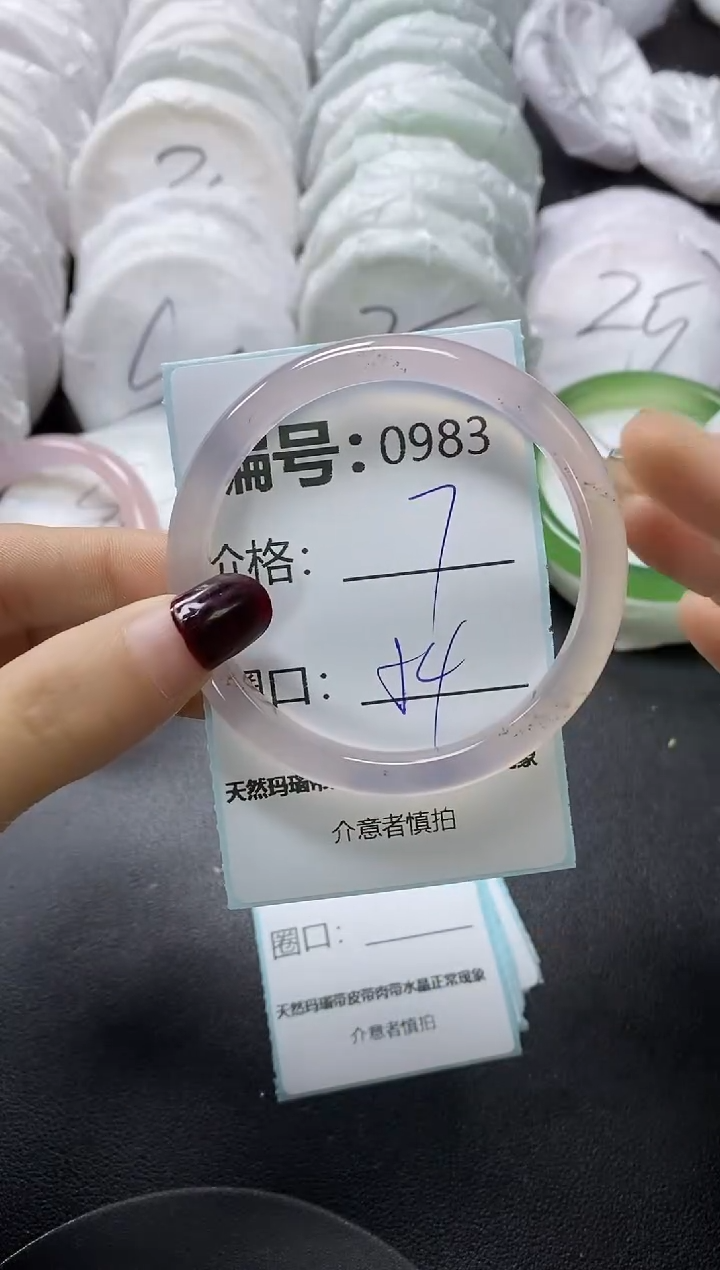 2.
25
编号：0983
价格： 7
圈口： 54
天然玛瑙带
介意者慎拍
圈口：
天然玛瑙带皮带肉带水晶正常现象
介意者慎拍